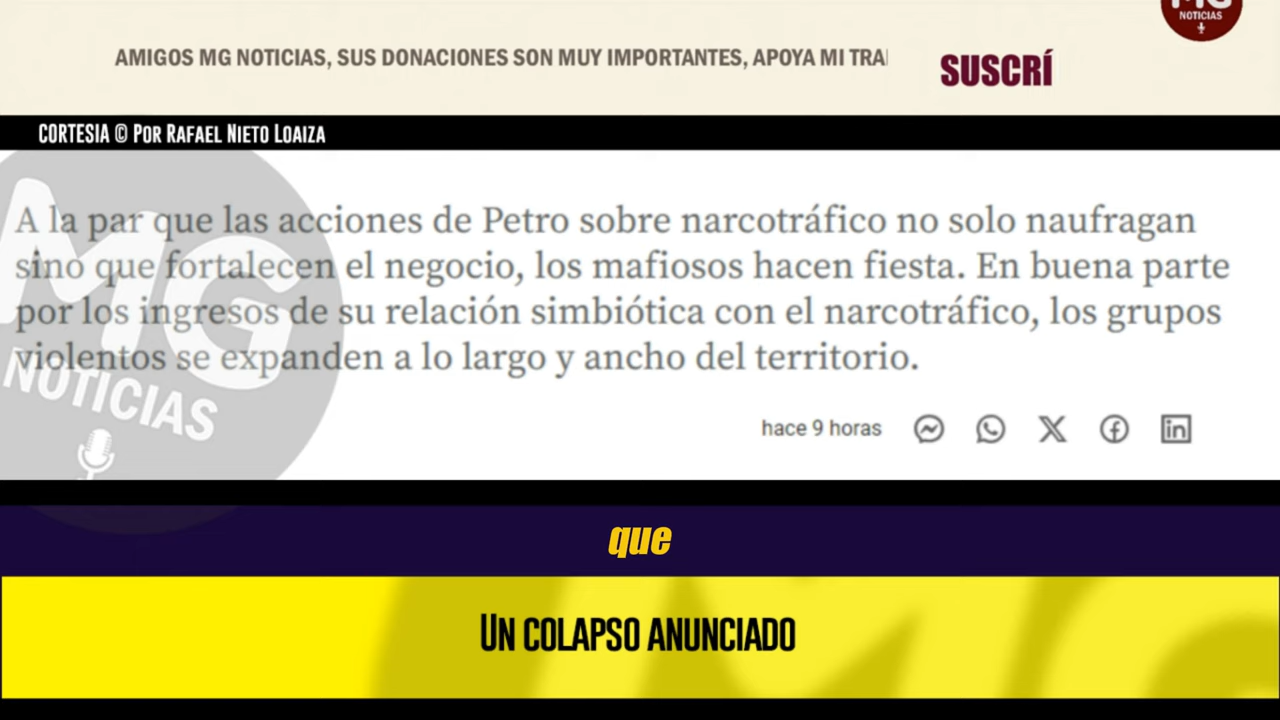 NOTICIAS
AMIGOS MG NOTICIAS, SUS DONACIONES SON MUY IMPORTANTES, APOYA MI
SUSCRÍ
CORTESIA © POR RAFAEL NIETO LOAIZA
A la par que las acciones de Petro sobre narcotráfico no solo naufragan
sino que fortalecen el negocio, los mafiosos hacen fiesta. En buena parte
por los ingresos de su relación simbiótica con el narcotráfico, los grupos
violentos se expanden a lo largo y ancho del territorio.
MG
NOTICIAS
hace 9 horas
que
UN COLAPSO ANUNCIADO